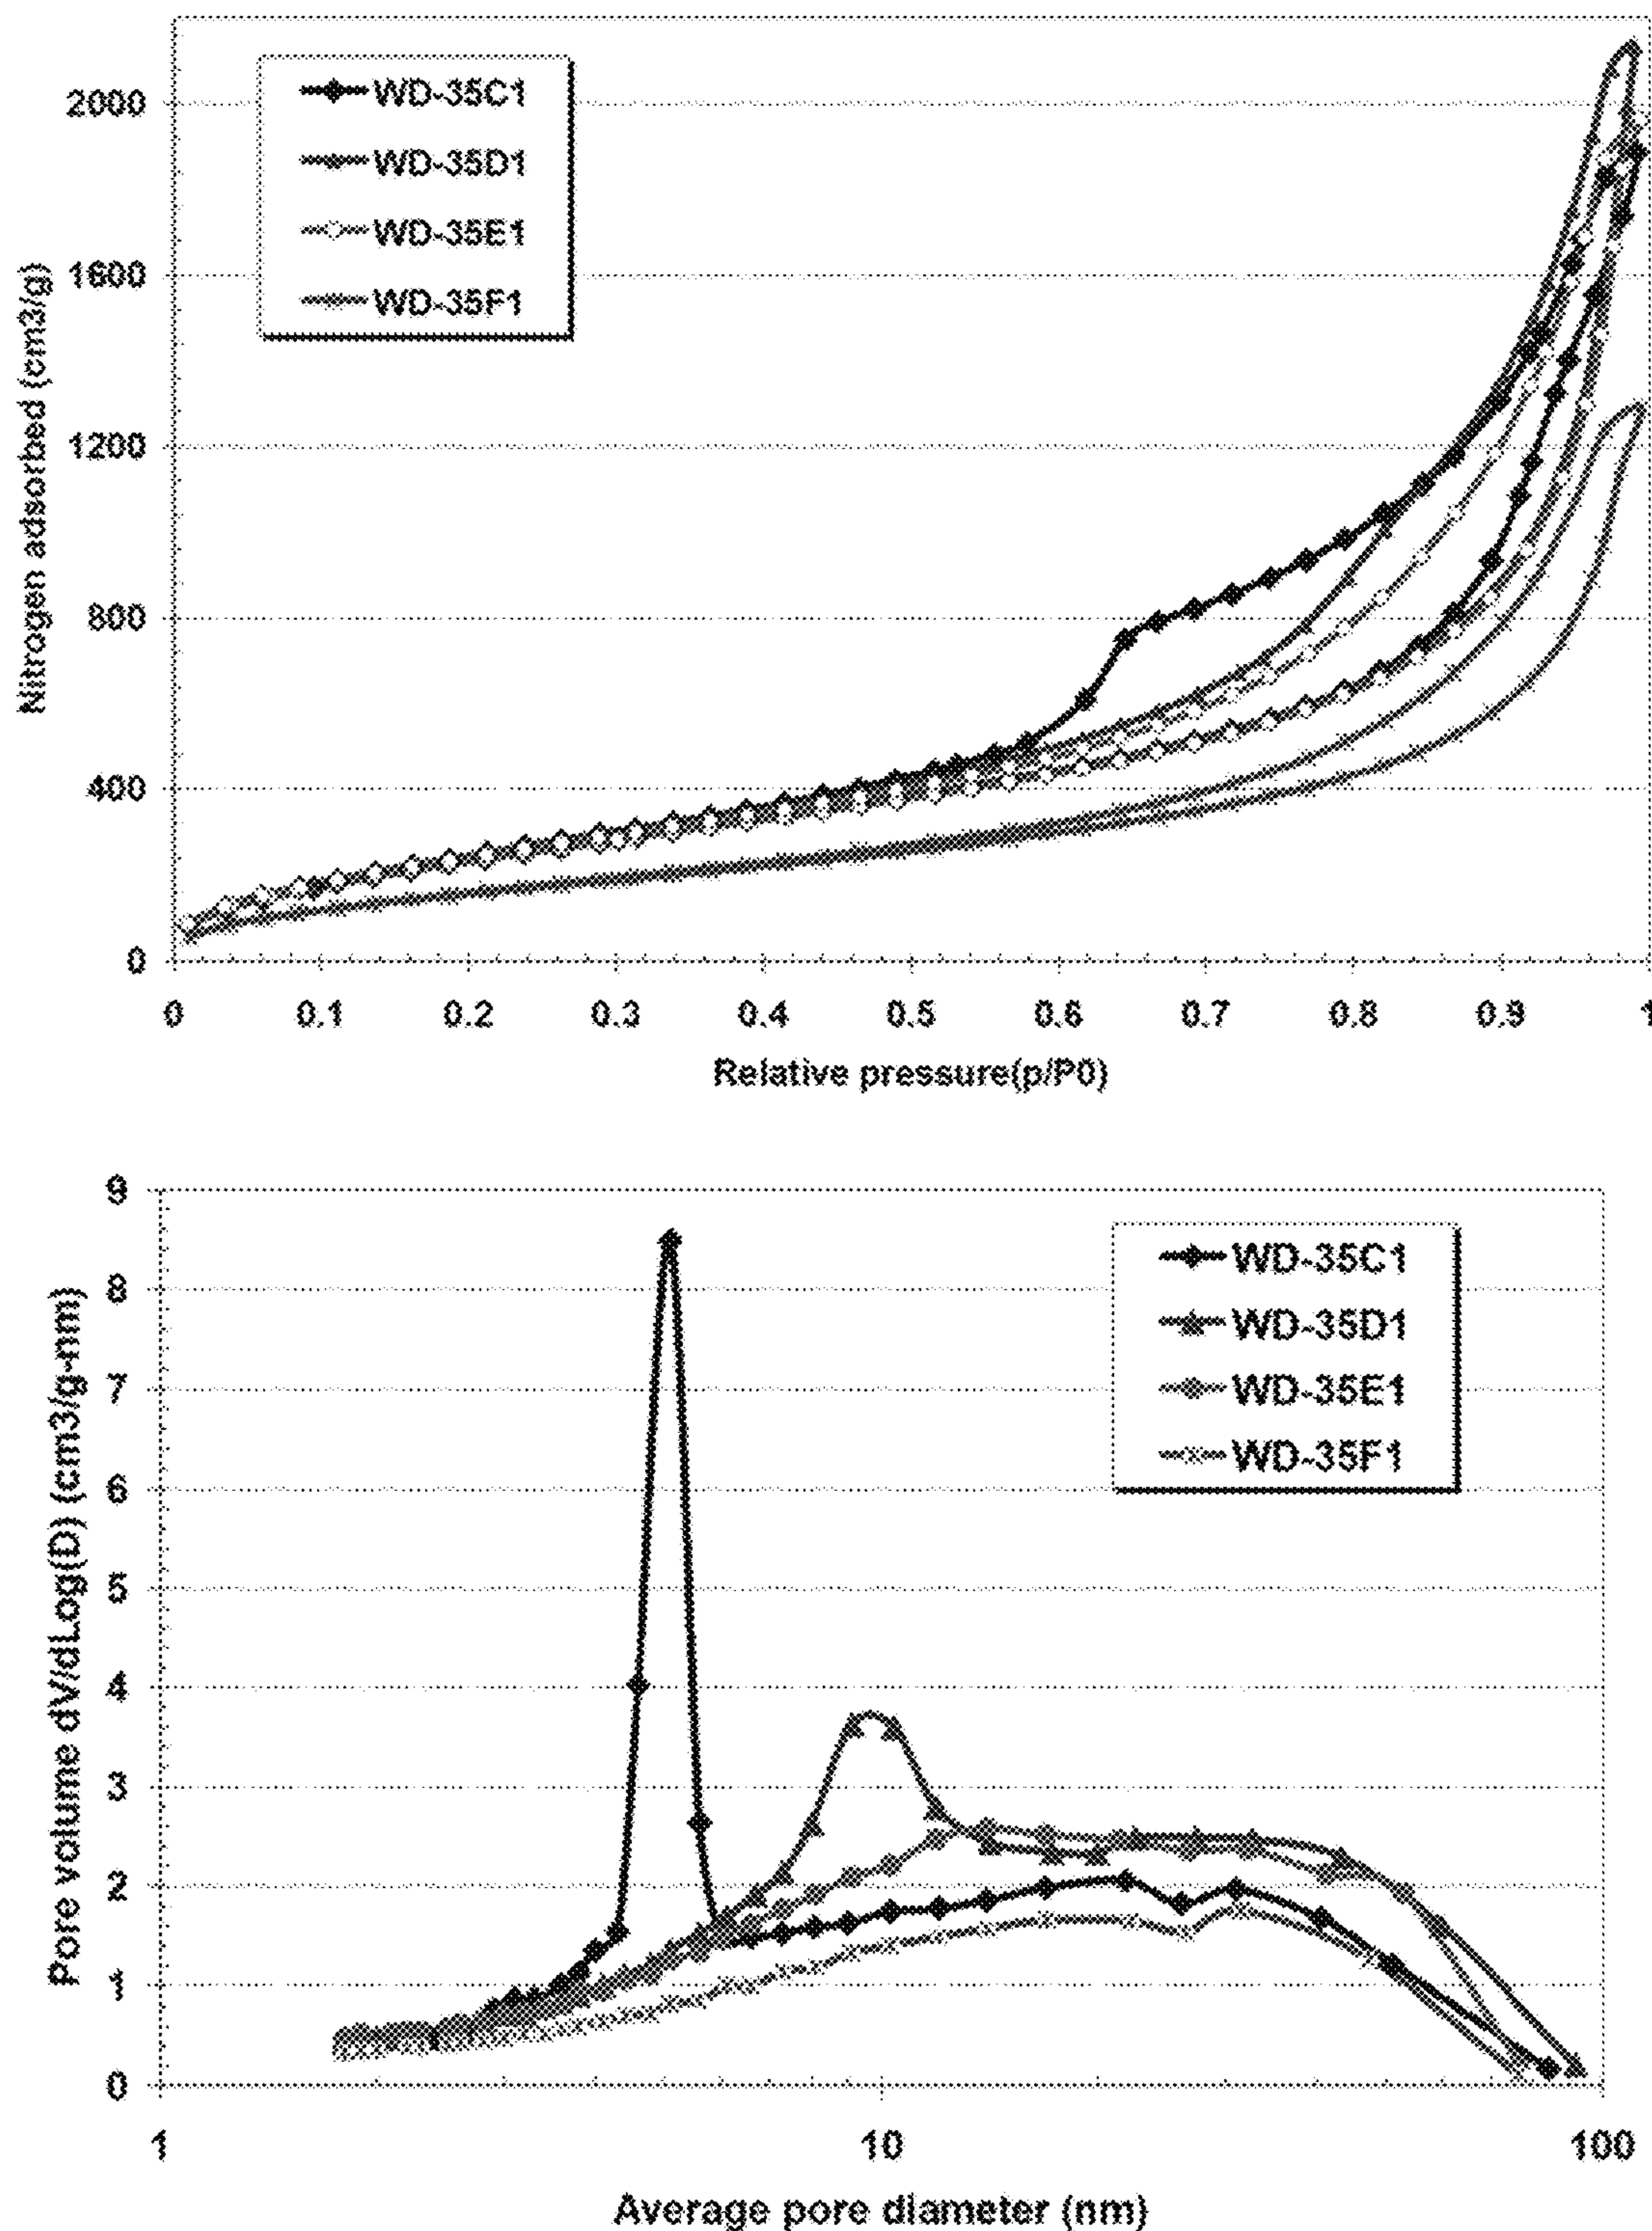 WD-35C1
WD-35D1
WD-35E1
WD-35F1
Nitrogen adsorbed (cm3/g)
2000
1600
1200
800
400
0
0 0.1 0.2 0.3 0.4 0.5 0.6 0.7 0.8 0.9 1
Relative pressure(p/P0)
WD-35C1
WD-35D1
WD-35E1
WD-35F1
Pore volume dV/dLog(D) (cm3/g-nm)
9
8
7
6
5
4
3
2
1
0
1 10 100
Average pore diameter (nm)